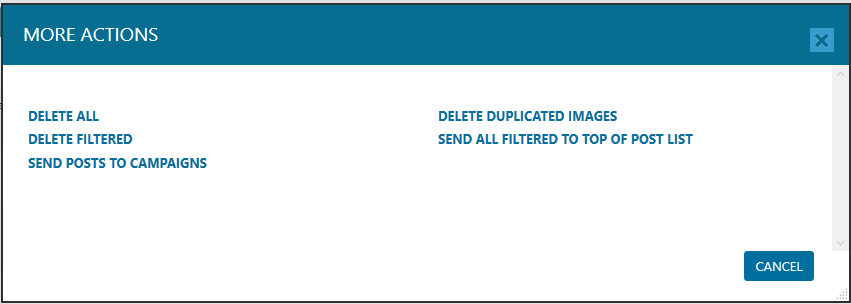 MORE ACTIONS
DELETE ALL
DELETE FILTERED
SEND POSTS TO CAMPAIGNS
DELETE DUPLICATED IMAGES
SEND ALL FILTERED TO TOP OF POST LIST
CANCEL